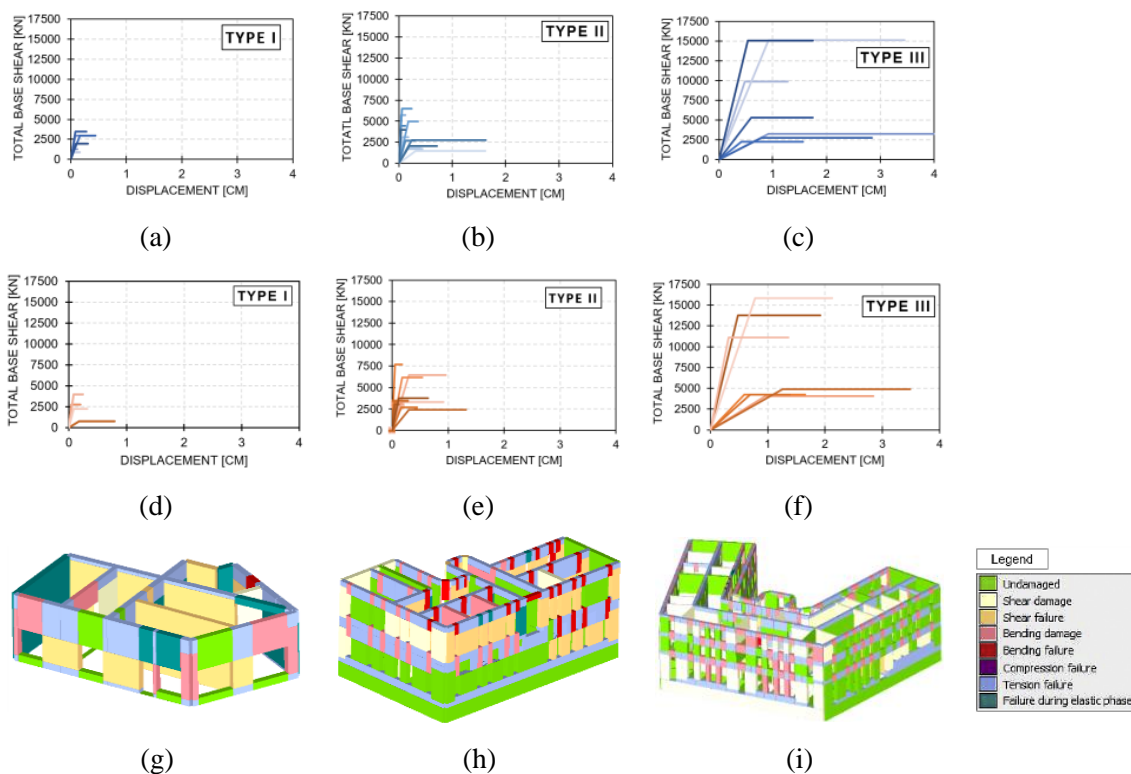 17500
15000
12500
10000
7500
5000
2500
0
TOTAL BASE SHEAR [KN]
TYPE I
0 1 2 3 4
DISPLACEMENT [CM]
17500
15000
12500
10000
7500
5000
2500
0
TOTATL BASE SHEAR [KN]
TYPE II
0 1 2 3 4
DISPLACEMENT [CM]
17500
15000
12500
10000
7500
5000
2500
0
TOTAL BASE SHEAR [KN]
TYPE III
0 1 2 3 4
DISPLACEMENT [CM]
(a) (b) (c)
17500
15000
12500
10000
7500
5000
2500
0
TOTAL BASE SHEAR [KN]
TYPE I
0 1 2 3 4
DISPLACEMENT [CM]
17500
15000
12500
10000
7500
5000
2500
0
TOTAL BASE SHEAR [KN]
TYPE II
0 1 2 3 4
DISPLACEMENT [CM]
17500
15000
12500
10000
7500
5000
2500
0
TOTAL BASE SHEAR [KN]
TYPE III
0 1 2 3 4
DISPLACEMENT [CM]
(d) (e) (f)
Legend
Undamaged
Shear damage
Shear failure
Bending damage
Bending failure
Compression failure
Tension failure
Failure during elastic phase
(g) (h) (i)